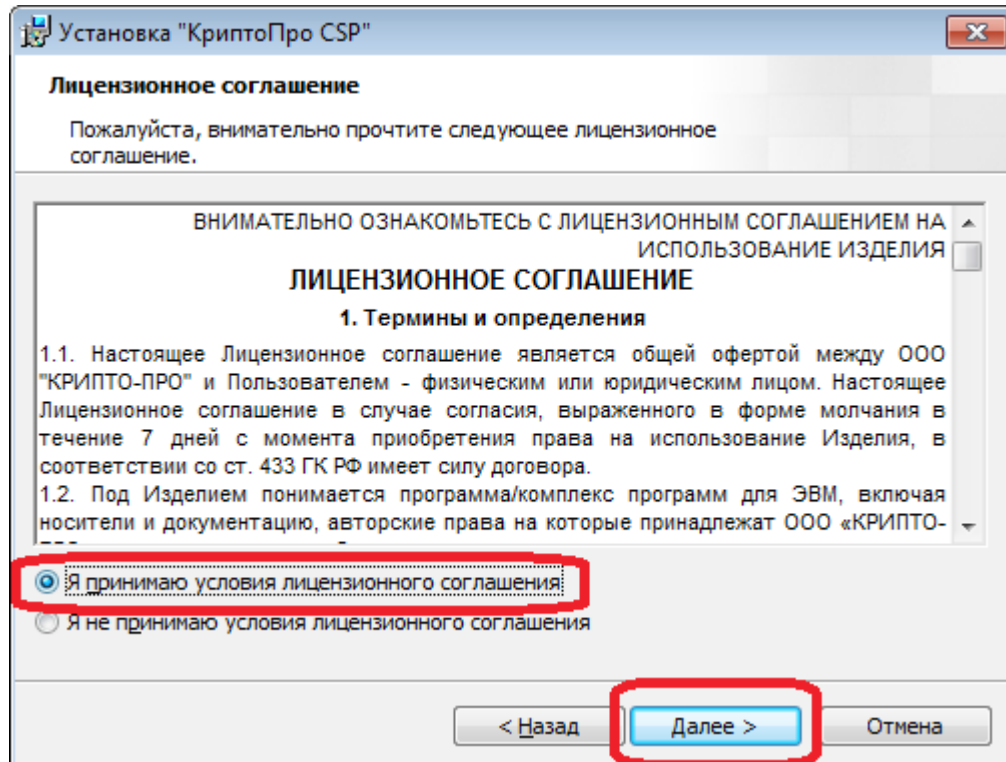 Установка "КриптоПро CSP"
Лицензионное соглашение
Пожалуйста, внимательно прочтите следующее лицензионное
соглашение.
ВНИМАТЕЛЬНО ОЗНАКОМЬТЕСЬ С ЛИЦЕНЗИОННЫМ СОГЛАШЕНИЕМ НА
ИСПОЛЬЗОВАНИЕ ИЗДЕЛИЯ
ЛИЦЕНЗИОННОЕ СОГЛАШЕНИЕ
1. Термины и определения
1.1. Настоящее Лицензионное соглашение является общей офертой между ООО
"КРИПТО-ПРО" и Пользователем - физическим или юридическим лицом. Настоящее
Лицензионное соглашение в случае согласия, выраженного в форме молчания в
течение 7 дней с момента приобретения права на использование Изделия, в
соответствии со ст. 433 ГК РФ имеет силу договора.
1.2. Под Изделием понимается программа/комплекс программ для ЭВМ, включая
носители и документацию, авторские права на которые принадлежат ООО «КРИПТО-
Я принимаю условия лицензионного соглашения
Я не принимаю условия лицензионного соглашения
< Назад
Далее >
Отмена